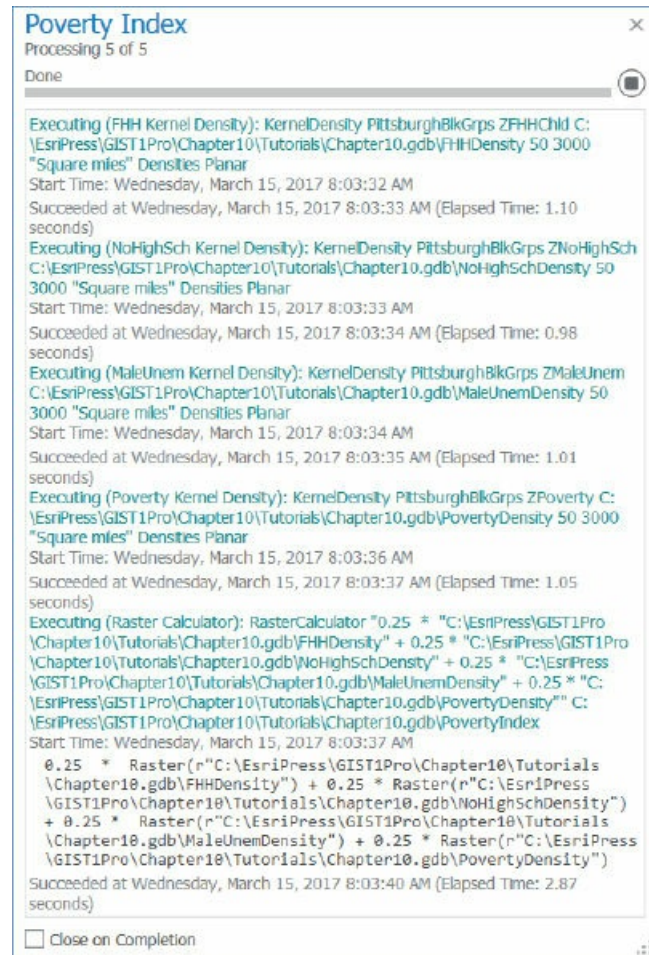 Poverty Index
Processing 5 of 5
Done
Executing (FHH Kernel Density): KernelDensity PittsburghBlkGrps ZFHHChld C:
\EsriPress\GIST1Pro\Chapter10\Tutorials\Chapter10.gdb\FHHDensity 50 3000
"Square miles" Densities Planar
Start Time: Wednesday, March 15, 2017 8:03:32 AM
Succeeded at Wednesday, March 15, 2017 8:03:33 AM (Elapsed Time: 1.10
seconds)
Executing (NoHighSch Kernel Density): KernelDensity PittsburghBlkGrps ZNoHighSch
C:\EsriPress\GIST1Pro\Chapter10\Tutorials\Chapter10.gdb\NoHighSchDensity 50
3000 "Square miles" Densities Planar
Start Time: Wednesday, March 15, 2017 8:03:33 AM
Succeeded at Wednesday, March 15, 2017 8:03:34 AM (Elapsed Time: 0.98
seconds)
Executing (MaleUnem Kernel Density): KernelDensity PittsburghBlkGrps ZMaleUnem
C:\EsriPress\GIST1Pro\Chapter10\Tutorials\Chapter10.gdb\MaleUnemDensity 50
3000 "Square miles" Densities Planar
Start Time: Wednesday, March 15, 2017 8:03:34 AM
Succeeded at Wednesday, March 15, 2017 8:03:35 AM (Elapsed Time: 1.01
seconds)
Executing (Poverty Kernel Density): KernelDensity PittsburghBlkGrps ZPoverty C:
\EsriPress\GIST1Pro\Chapter10\Tutorials\Chapter10.gdb\PovertyDensity 50 3000
"Square miles" Densities Planar
Start Time: Wednesday, March 15, 2017 8:03:36 AM
Succeeded at Wednesday, March 15, 2017 8:03:37 AM (Elapsed Time: 1.05
seconds)
Executing (Raster Calculator): RasterCalculator "0.25 * "C:\EsriPress\GIST1Pro
\Chapter10\Tutorials\Chapter10.gdb\FHHDensity" + 0.25 * "C:\EsriPress\GIST1Pro
\Chapter10\Tutorials\Chapter10.gdb\NoHighSchDensity" + 0.25 * "C:\EsriPress
\GIST1Pro\Chapter10\Tutorials\Chapter10.gdb\MaleUnemDensity" + 0.25 * "C:
\EsriPress\GIST1Pro\Chapter10\Tutorials\Chapter10.gdb\PovertyDensity"" C:
\EsriPress\GIST1Pro\Chapter10\Tutorials\Chapter10.gdb\PovertyIndex
Start Time: Wednesday, March 15, 2017 8:03:37 AM
0.25 * Raster(r"C:\EsriPress\GIST1Pro\Chapter10\Tutorials
\Chapter10.gdb\FHHDensity") + 0.25 * Raster(r"C:\EsriPress
\GIST1Pro\Chapter10\Tutorials\Chapter10.gdb\NoHighSchDensity")
+ 0.25 * Raster(r"C:\EsriPress\GIST1Pro\Chapter10\Tutorials
\Chapter10.gdb\MaleUnemDensity") + 0.25 * Raster(r"C:\EsriPress
\GIST1Pro\Chapter10\Tutorials\Chapter10.gdb\PovertyDensity")
Succeeded at Wednesday, March 15, 2017 8:03:40 AM (Elapsed Time: 2.87
seconds)
Close on Completion